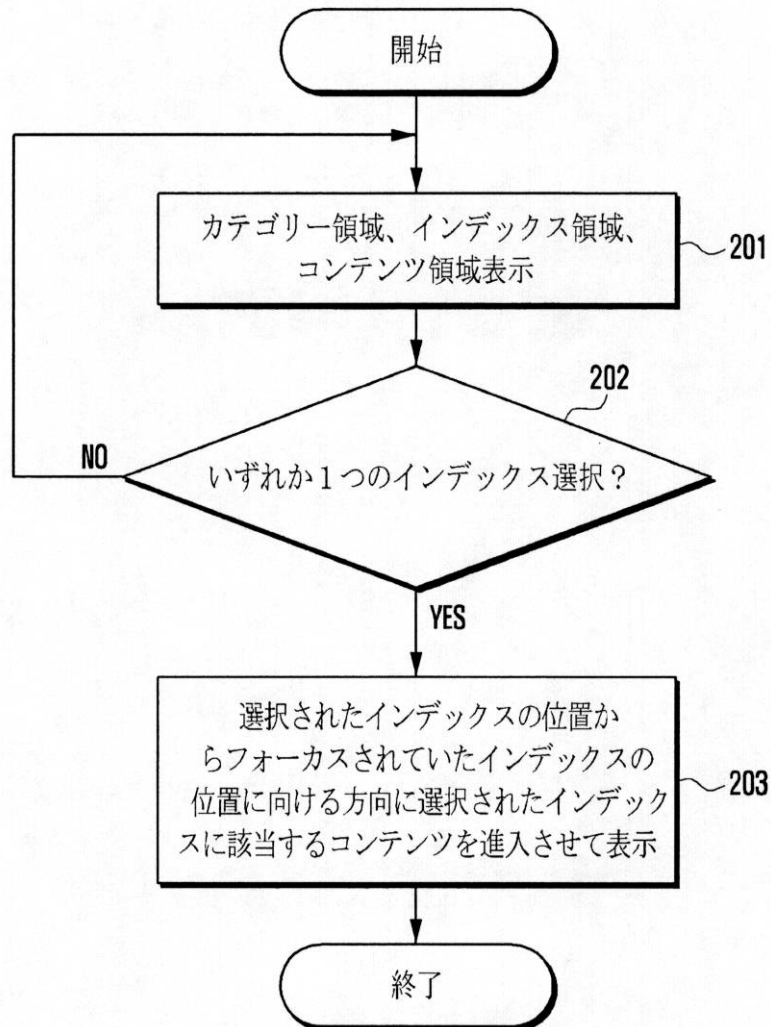 開始
カテゴリー領域、インデックス領域、
コンテンツ領域表示
201
202
NO
いずれか1つのインデックス選択？
YES
選択されたインデックスの位置か
らフォーカスされていたインデックスの
位置に向ける方向に選択されたインデック
スに該当するコンテンツを進入させて表示
203
終了